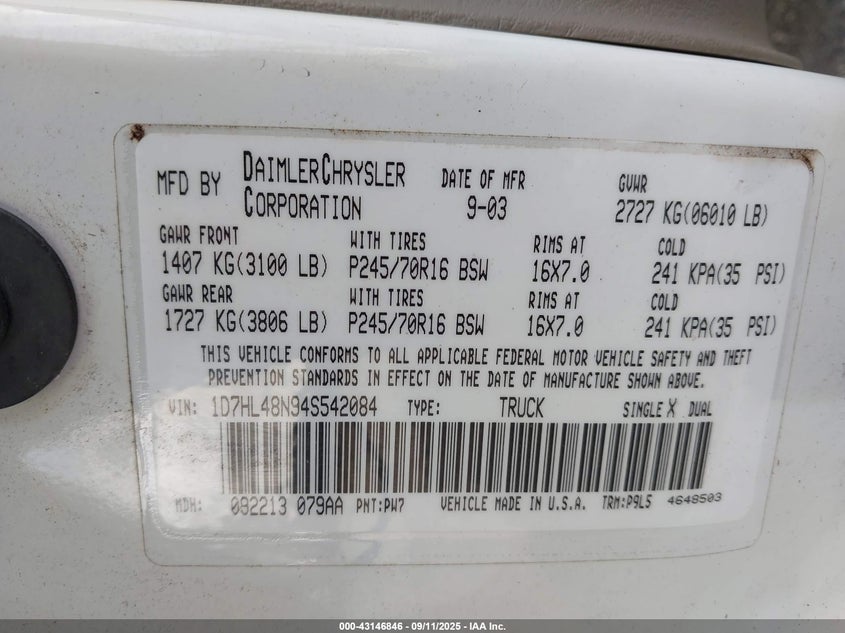 MFD BY DAIMLERCHRYSLER CORPORATION DATE OF MFR 9-03 GVWR 2727 KG(06010 LB)
GAWR FRONT WITH TIRES RIMS AT COLD
1407 KG(3100 LB) P245/70R16 BSW 16X7.0 241 KPA(35 PSI)
GAWR REAR WITH TIRES RIMS AT COLD
1727 KG(3806 LB) P245/70R16 BSW 16X7.0 241 KPA(35 PSI)
THIS VEHICLE CONFORMS TO ALL APPLICABLE FEDERAL MOTOR VEHICLE SAFETY AND THEFT
PREVENTION STANDARDS IN EFFECT ON THE DATE OF MANUFACTURE SHOWN ABOVE.
VIN: 1D7HL48N94S542084 TYPE: TRUCK SINGLE X DUAL
MDH: 082213 079AA PNT:PW7 VEHICLE MADE IN U.S.A. TRM:P9L5 4648503
000-43146846 - 09/11/2025 - IAA Inc.